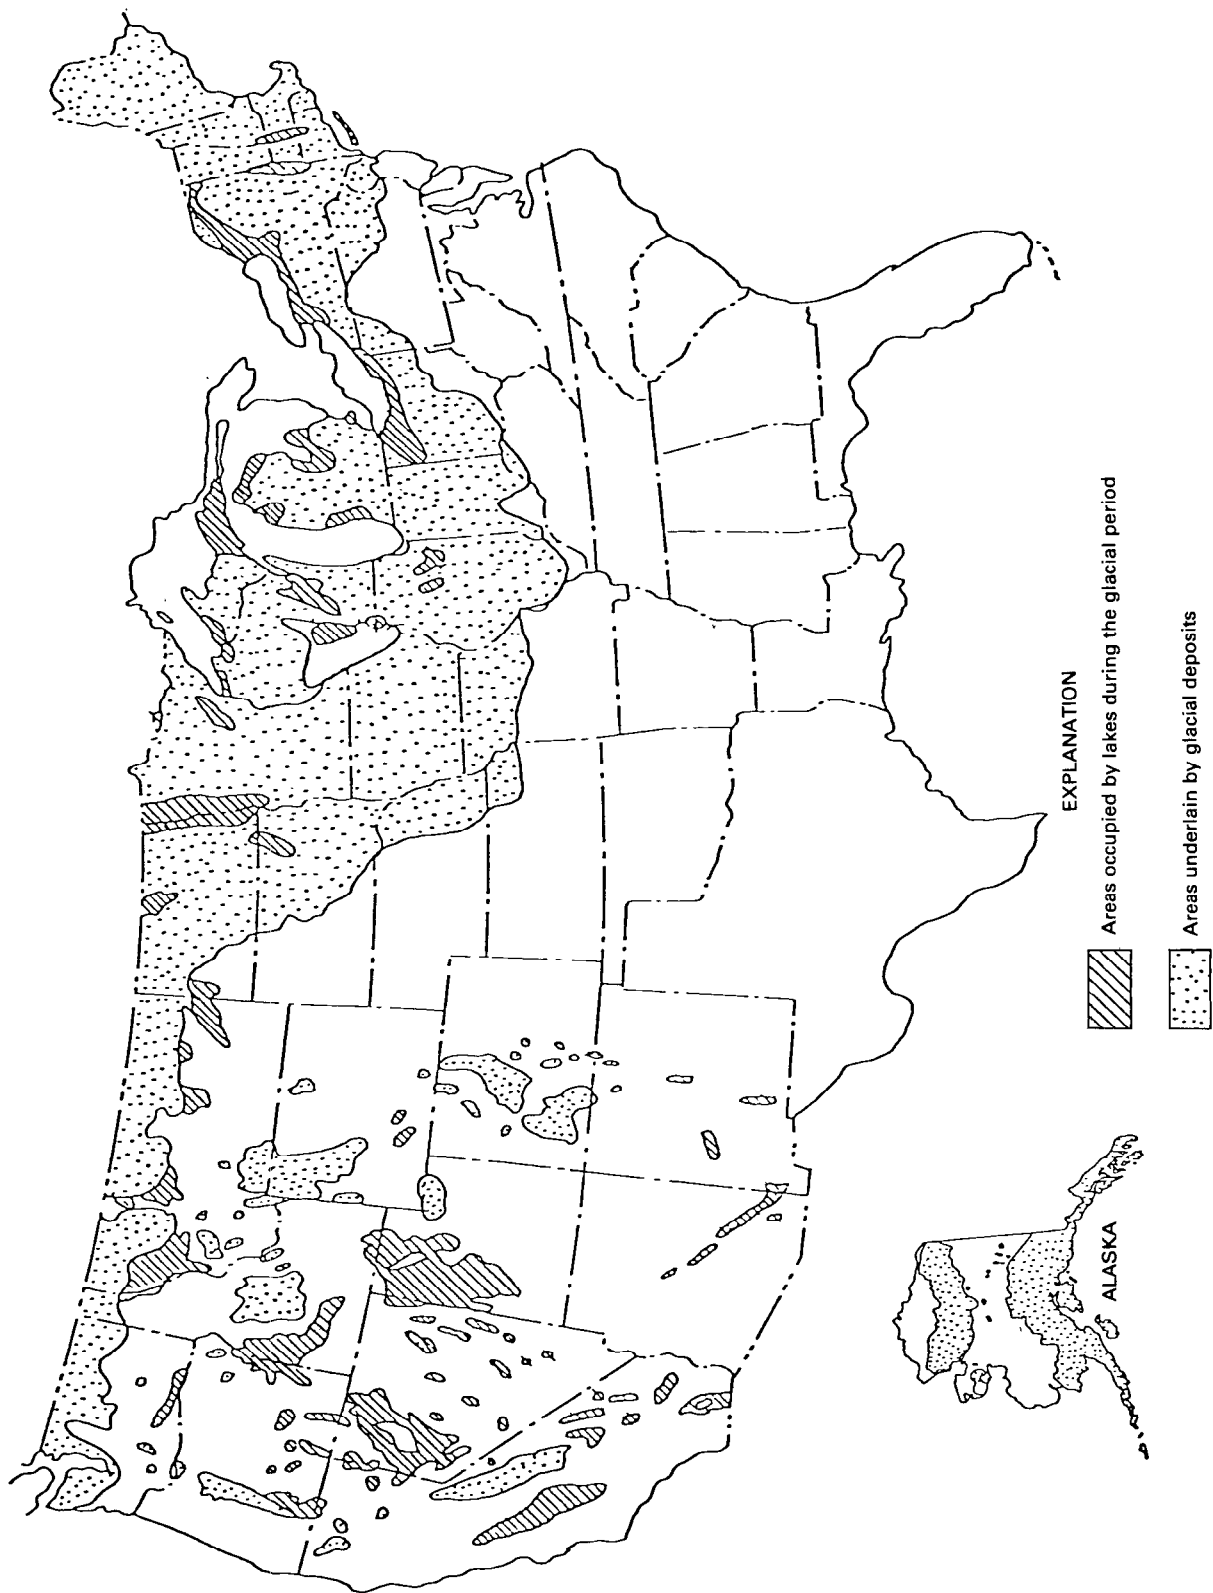 EXPLANATION
Areas occupied by lakes during the glacial period
Areas underlain by glacial deposits
ALASKA